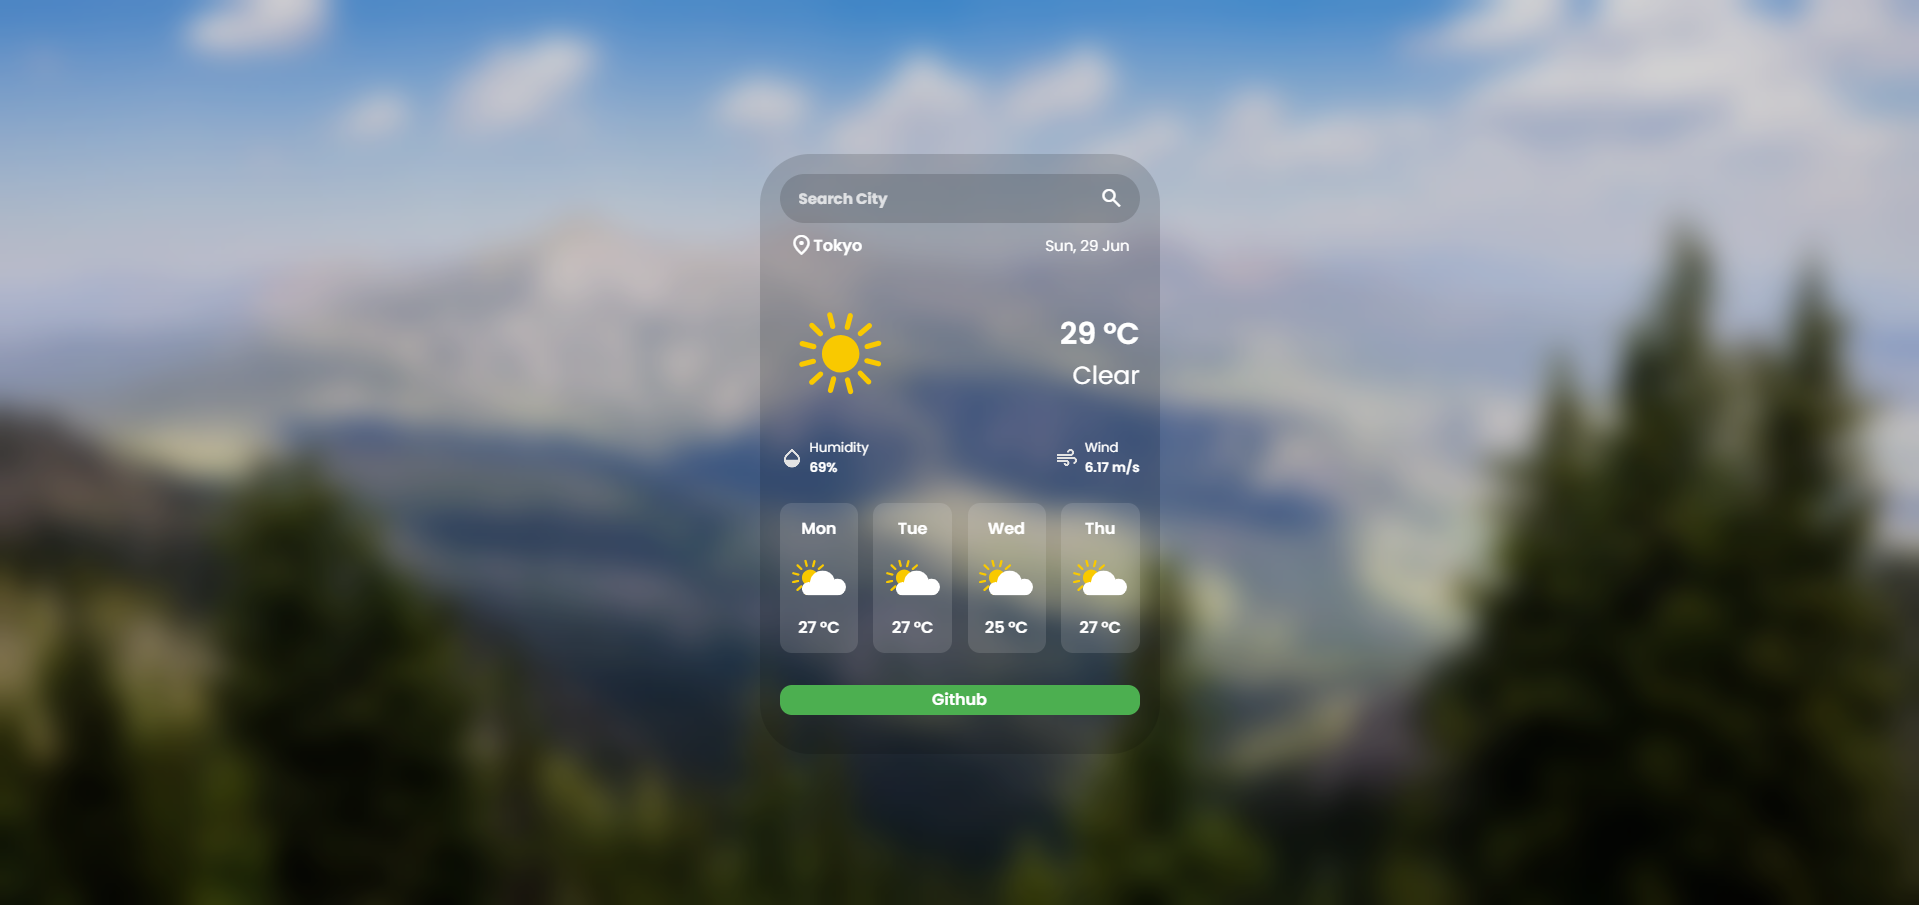 Search City
Tokyo
Sun, 29 Jun
29 °C
Clear
Humidity
69%
Wind
6.17 m/s
Mon
27 °C
Tue
27 °C
Wed
25 °C
Thu
27 °C
Github